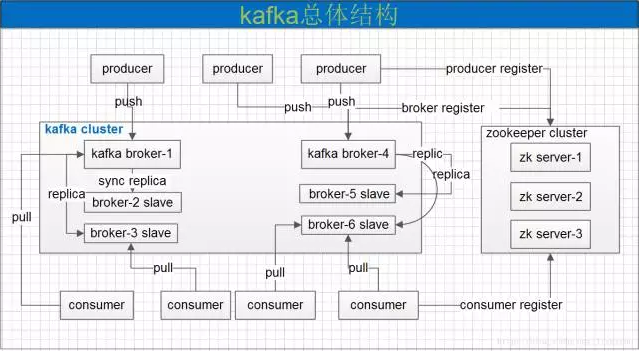 kafka总体结构
producer
producer
producer
producer register
push
push
push
broker register
kafka cluster
zookeeper cluster
kafka broker-1
kafka broker-4
replic
zk server-1
sync replica
replica
replica
broker-2 slave
broker-5 slave
zk server-2
pull
broker-3 slave
broker-6 slave
zk server-3
pull
pull
pull
consumer
consumer
consumer
consumer
consumer register